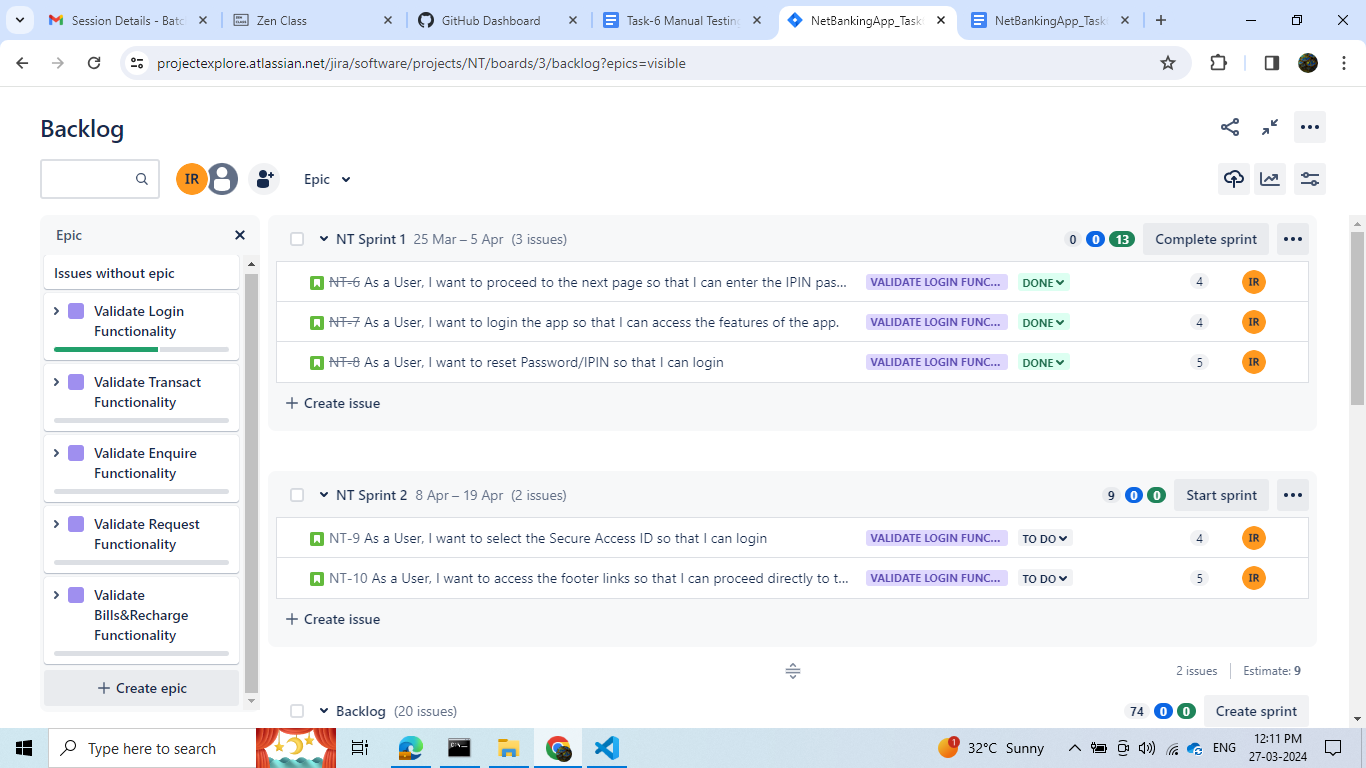 Session Details - Batc
Zen Class
GitHub Dashboard
Task-6 Manual Testing
NetBankingApp_Task
NetBankingApp_Task
projectexplore.atlassian.net/jira/software/projects/NT/boards/3/backlog?epics=visible
Backlog
IR
Epic
Epic
Issues without epic
Validate Login
Functionality
Validate Transact
Functionality
Validate Enquire
Functionality
Validate Request
Functionality
Validate
Bills&Recharge
Functionality
+ Create epic
NT Sprint 1 25 Mar – 5 Apr (3 issues) 0 0 13 Complete sprint
NT-6 As a User, I want to proceed to the next page so that I can enter the IPIN pas... VALIDATE LOGIN FUNC... DONE 4 IR
NT-7 As a User, I want to login the app so that I can access the features of the app. VALIDATE LOGIN FUNC... DONE 4 IR
NT-8 As a User, I want to reset Password/IPIN so that I can login VALIDATE LOGIN FUNC... DONE 5 IR
+ Create issue
NT Sprint 2 8 Apr – 19 Apr (2 issues) 9 0 0 Start sprint
NT-9 As a User, I want to select the Secure Access ID so that I can login VALIDATE LOGIN FUNC... TO DO 4 IR
NT-10 As a User, I want to access the footer links so that I can proceed directly to t... VALIDATE LOGIN FUNC... TO DO 5 IR
+ Create issue
2 issues Estimate: 9
Backlog (20 issues) 74 0 0 Create sprint
Type here to search
1
32°C Sunny
ENG
12:11 PM
27-03-2024